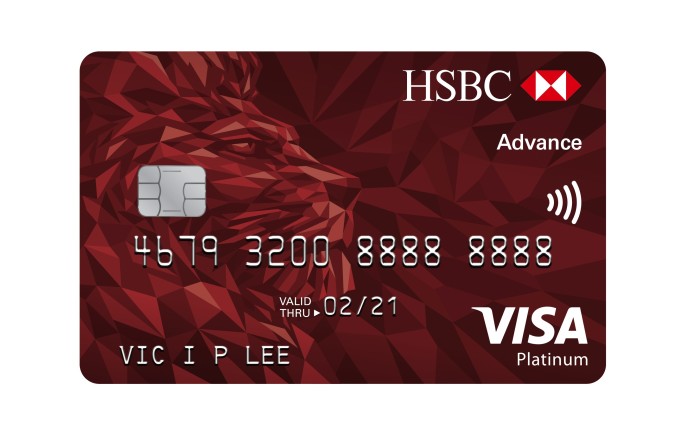 HSBC
Advance
4679 3200 8888 8888
VALID
THRU ▸ 02/21
VISA
VIC I P LEE
Platinum